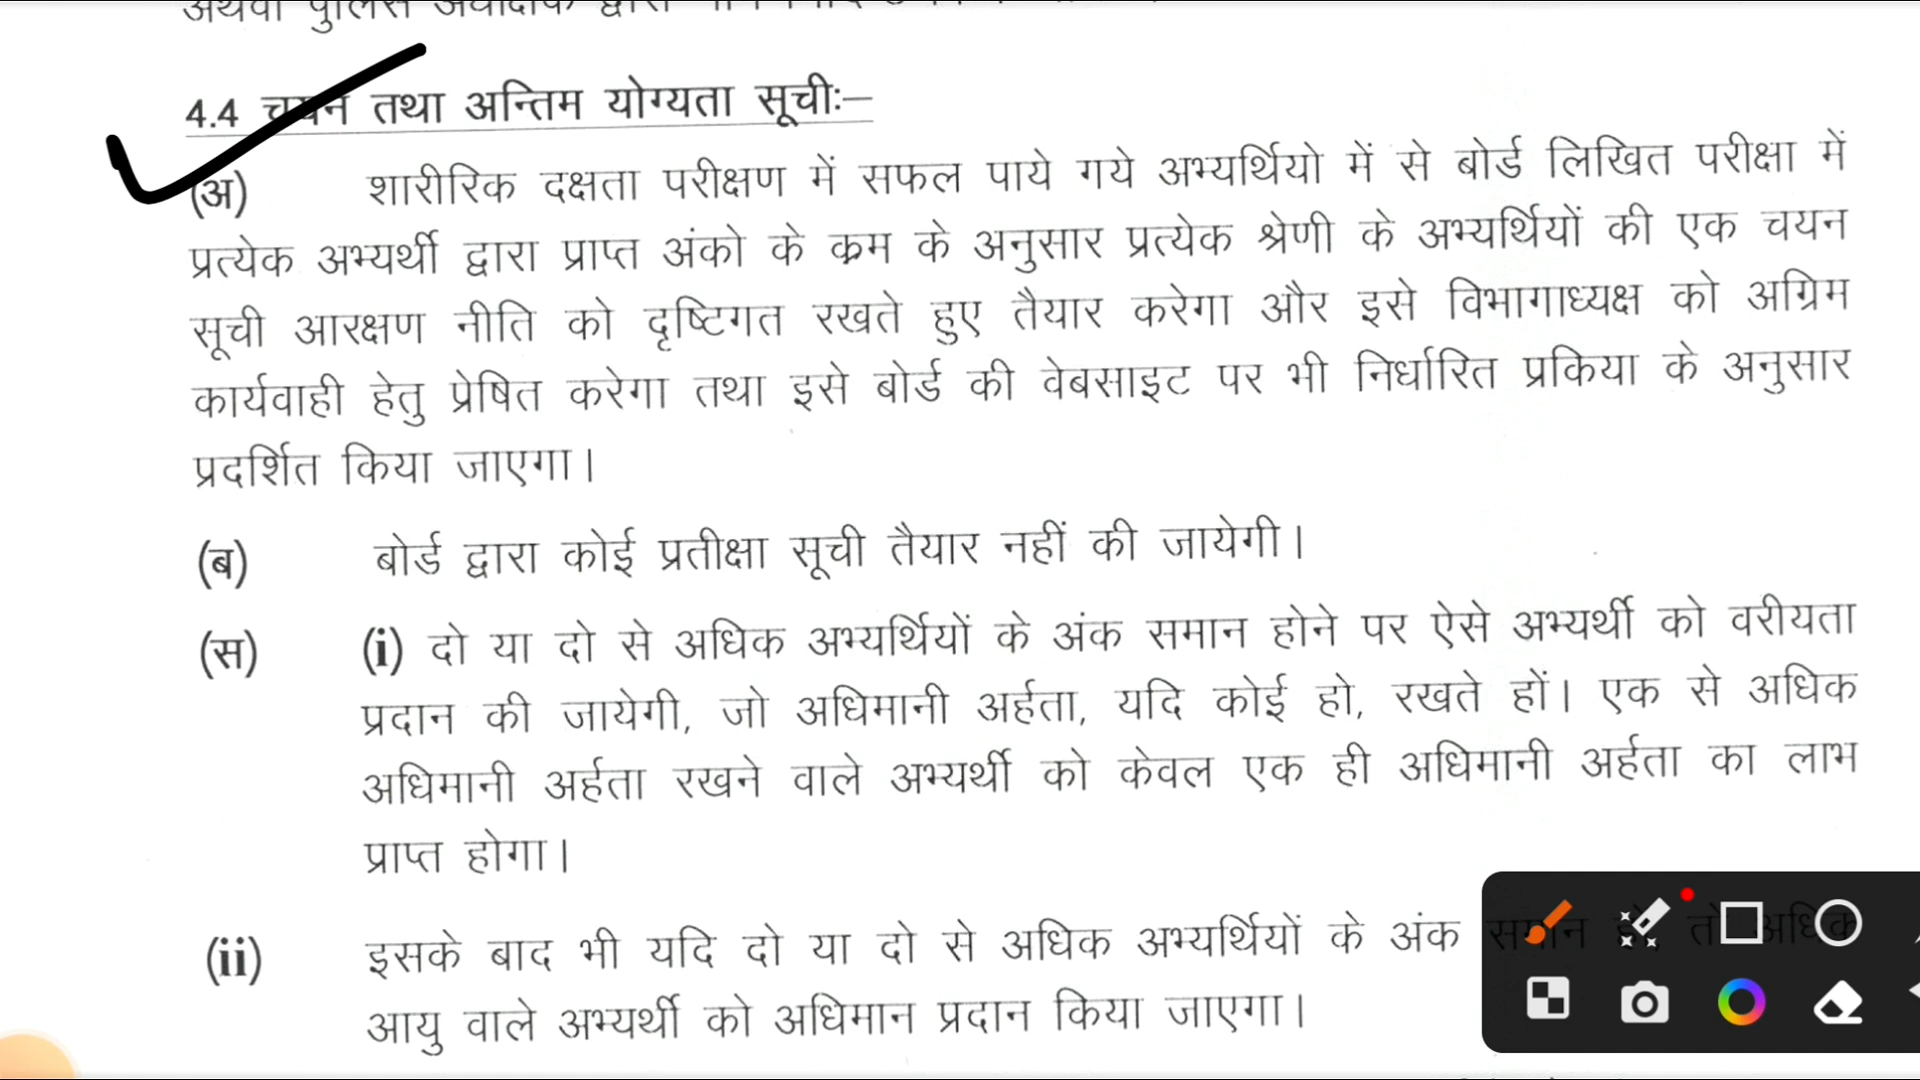 अथवा पुलिस द्वारा
4.4 चयन तथा अन्तिम योग्यता सूचीः–
(अ) शारीरिक दक्षता परीक्षण में सफल पाये गये अभ्यर्थियो में से बोर्ड लिखित परीक्षा में
प्रत्येक अभ्यर्थी द्वारा प्राप्त अंको के क्रम के अनुसार प्रत्येक श्रेणी के अभ्यर्थियों की एक चयन
सूची आरक्षण नीति को दृष्टिगत रखते हुए तैयार करेगा और इसे विभागाध्यक्ष को अग्रिम
कार्यवाही हेतु प्रेषित करेगा तथा इसे बोर्ड की वेबसाइट पर भी निर्धारित प्रकिया के अनुसार
प्रदर्शित किया जाएगा।
(ब) बोर्ड द्वारा कोई प्रतीक्षा सूची तैयार नहीं की जायेगी।
(स) (i) दो या दो से अधिक अभ्यर्थियों के अंक समान होने पर ऐसे अभ्यर्थी को वरीयता
प्रदान की जायेगी, जो अधिमानी अर्हता, यदि कोई हो, रखते हों। एक से अधिक
अधिमानी अर्हता रखने वाले अभ्यर्थी को केवल एक ही अधिमानी अर्हता का लाभ
प्राप्त होगा।
(ii) इसके बाद भी यदि दो या दो से अधिक अभ्यर्थियों के अंक समान तो अधिक
आयु वाले अभ्यर्थी को अधिमान प्रदान किया जाएगा।